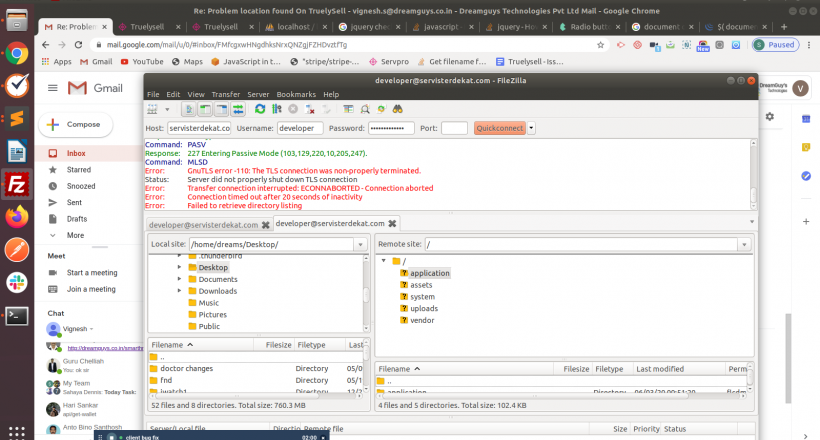 Re: Problem location found On TruelySell - vignesh.s@dreamguys.co.in - Dreamguys Technologies Pvt Ltd Mail - Google Chrome
Re: Problem
Truelysell
Truelysell
localhost /
jquery chec
javascript -
jquery - Ho
Radio butt
document
$( documen
mail.google.com/mail/u/0/#inbox/FMfcgxwHNgdhksNrxQNZgjFZHDvztfTg
New
S Paused
Apps Gmail YouTube Maps JavaScript in t... "stripe/stripe-... Servpro Get filename f... Truelysell - Iss...
Gmail
DreamGuy's
V
Compose
Inbox
Starred
Snoozed
Sent
Drafts
More
Meet
Start a meeting
Join a meeting
Chat
Vignesh
http://dreamguys.co.in/smarth
Guru Chelliah
You: ok sir
My Team
Sahaya Dennis: Today Task:
Hari Sankar
api/get-wallet
Anto Bino Santhosh
developer@servisterdekat.com - FileZilla
File Edit View Transfer Server Bookmarks Help
Host: servisterdekat.co Username: developer Password: ••••••••••••• Port: Quickconnect
Command: PASV
Response: 227 Entering Passive Mode (103,129,220,10,205,247).
Command: MLSD
Error: GnuTLS error -110: The TLS connection was non-properly terminated.
Status: Server did not properly shut down TLS connection
Error: Transfer connection interrupted: ECONNABORTED - Connection aborted
Error: Connection timed out after 20 seconds of inactivity
Error: Failed to retrieve directory listing
developer@servisterdekat.com developer@servisterdekat.com
Local site: /home/dreams/Desktop/
.thunderbird
Desktop
Documents
Downloads
Music
Pictures
Public
Filename Filesize Filetype Last
..
doctor changes Directory 05/0
fnd Directory 05/1
iwatch1 Directory
52 files and 8 directories. Total size: 760.3 MB
Remote site: /
/
application
assets
system
uploads
vendor
Filename Filesize Filetype Last modified Perm
..
application Directory 06/03/20 00:51:20
4 files and 5 directories. Total size: 102.4 KB
Server/Local file Directio Remote file Size Priority Status
client bug fix 02:00